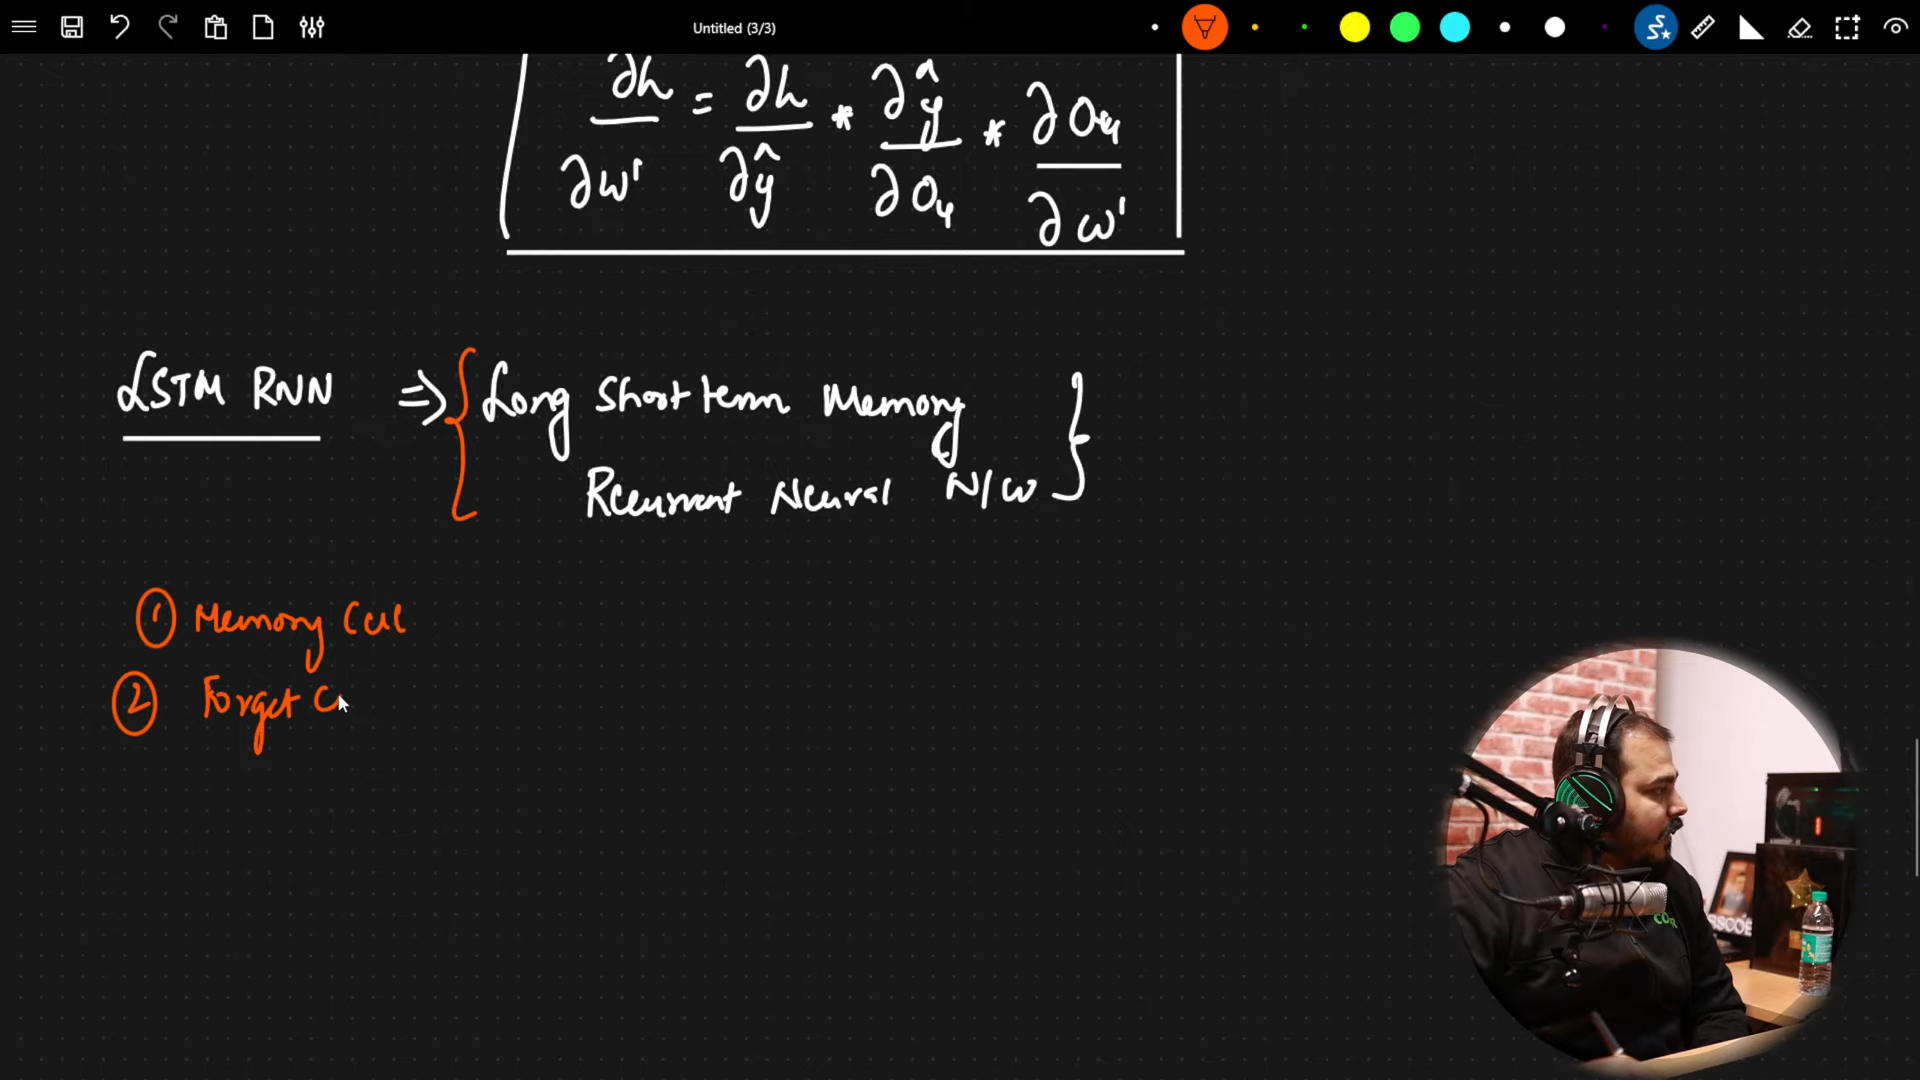 Untitled (3/3)
∂h/∂w' = ∂h/∂ŷ * ∂ŷ/∂O₄ * ∂O₄/∂w'
LSTM RNN ⇒ { Long Short term Memory
Recurrent Neural N/w }
① Memory Cell
② Forget C